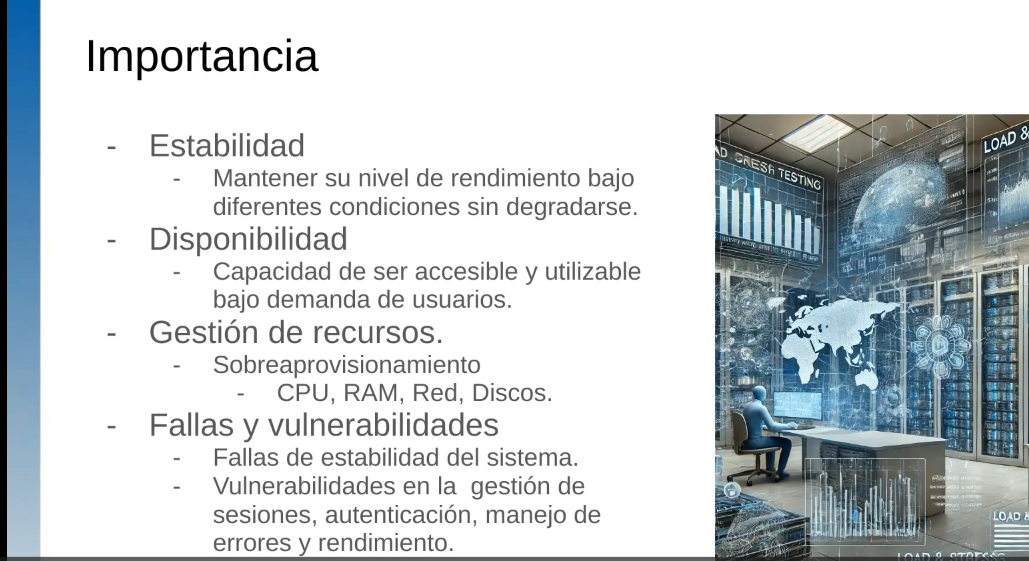 Importancia
- Estabilidad
- Mantener su nivel de rendimiento bajo
diferentes condiciones sin degradarse.
- Disponibilidad
- Capacidad de ser accesible y utilizable
bajo demanda de usuarios.
- Gestión de recursos.
- Sobreaprovisionamiento
- CPU, RAM, Red, Discos.
- Fallas y vulnerabilidades
- Fallas de estabilidad del sistema.
- Vulnerabilidades en la  gestión de
sesiones, autenticación, manejo de
errores y rendimiento.
TESTING
LOAD &
LOAD &
LOAD &